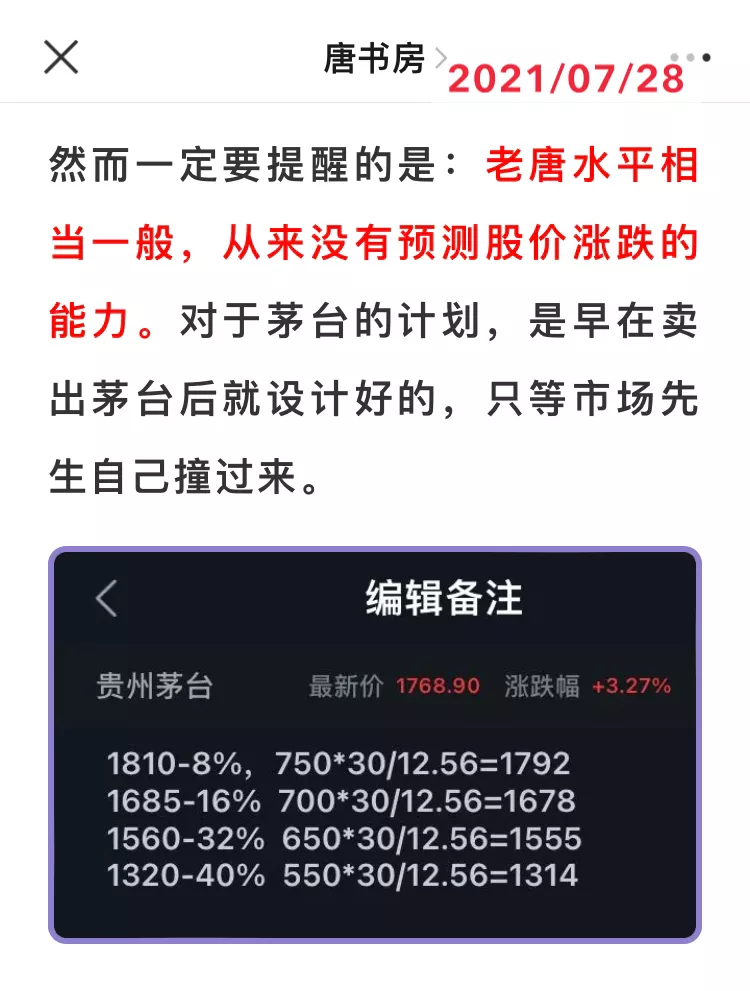 唐书房
2021/07/28
然而一定要提醒的是：老唐水平相
当一般，从来没有预测股价涨跌的
能力。对于茅台的计划，是早在卖
出茅台后就设计好的，只等市场先
生自己撞过来。
编辑备注
贵州茅台 最新价 1768.90 涨跌幅 +3.27%
1810-8%，750*30/12.56=1792
1685-16% 700*30/12.56=1678
1560-32% 650*30/12.56=1555
1320-40% 550*30/12.56=1314